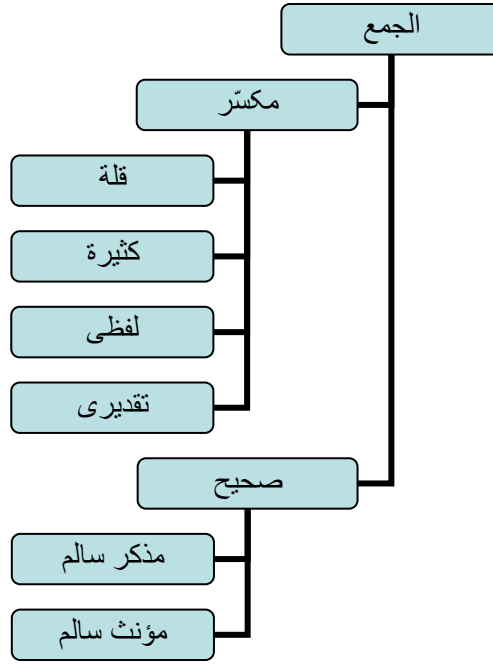 الجمع
مكسّر
قلة
كثيرة
لفظى
تقديرى
صحيح
مذكر سالم
مؤنث سالم